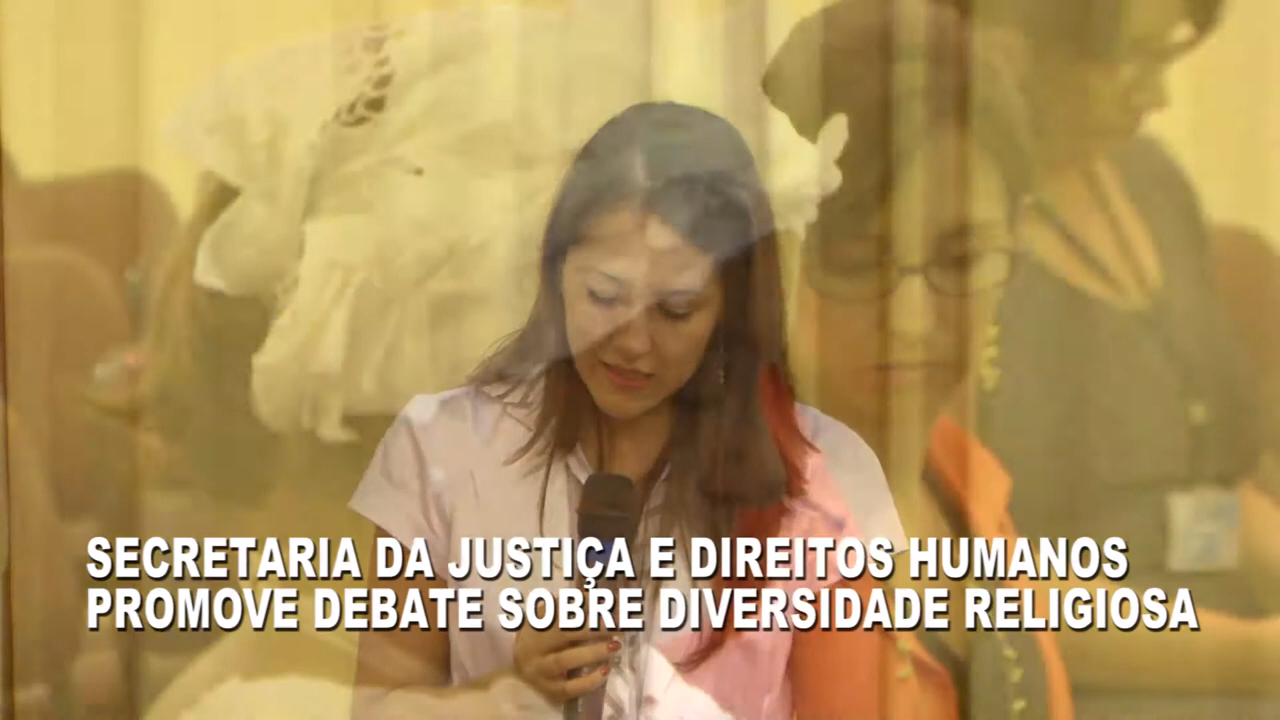 SECRETARIA DA JUSTIÇA E DIREITOS HUMANOS
PROMOVE DEBATE SOBRE DIVERSIDADE RELIGIOSA